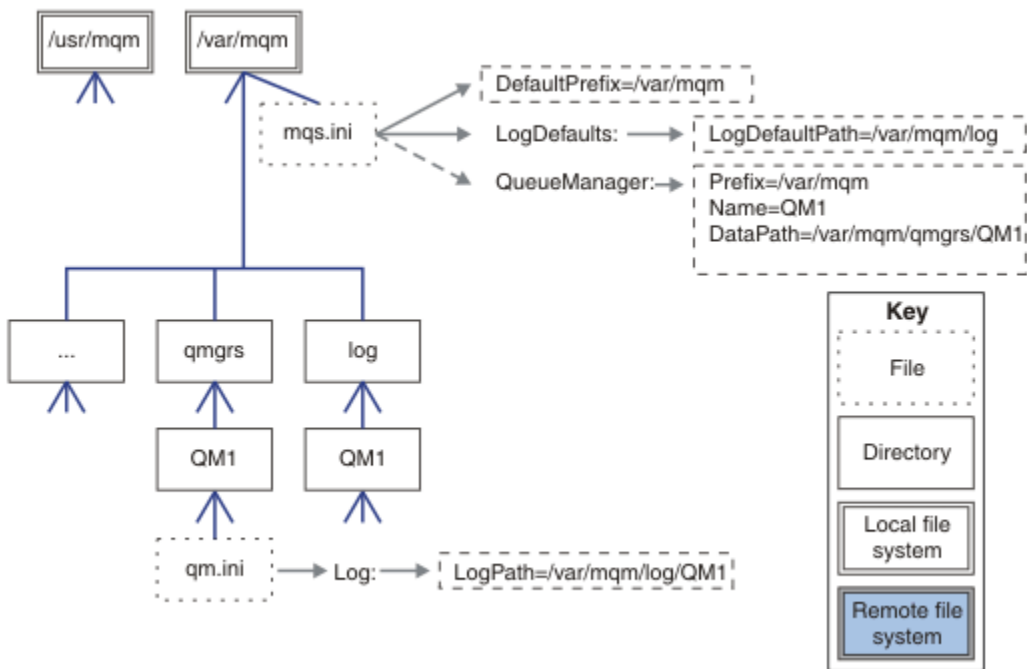 /usr/mqm
/var/mqm
mqs.ini
DefaultPrefix=/var/mqm
LogDefaults:
LogDefaultPath=/var/mqm/log
QueueManager:
Prefix=/var/mqm
Name=QM1
DataPath=/var/mqm/qmgrs/QM1
...
qmgrs
log
QM1
QM1
qm.ini
Log:
LogPath=/var/mqm/log/QM1
Key
File
Directory
Local file
system
Remote file
system